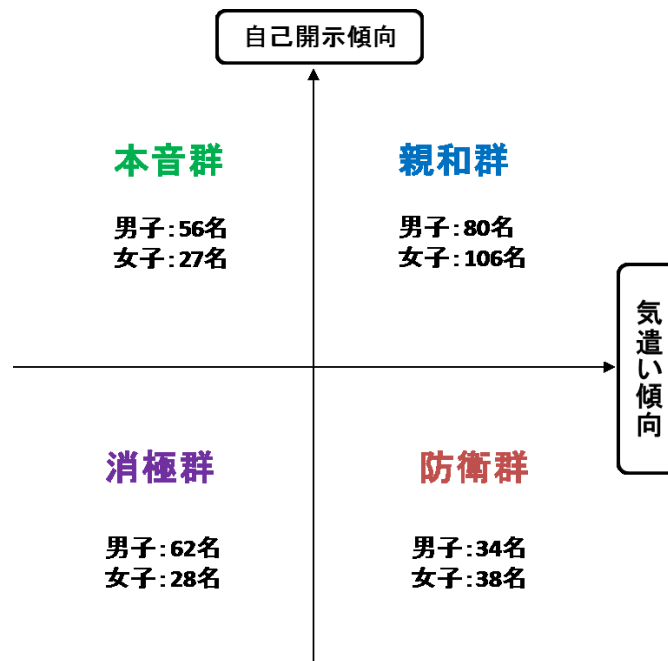 自己開示傾向
本音群
男子:56名
女子:27名
親和群
男子:80名
女子:106名
気遣い傾向
消極群
男子:62名
女子:28名
防衛群
男子:34名
女子:38名